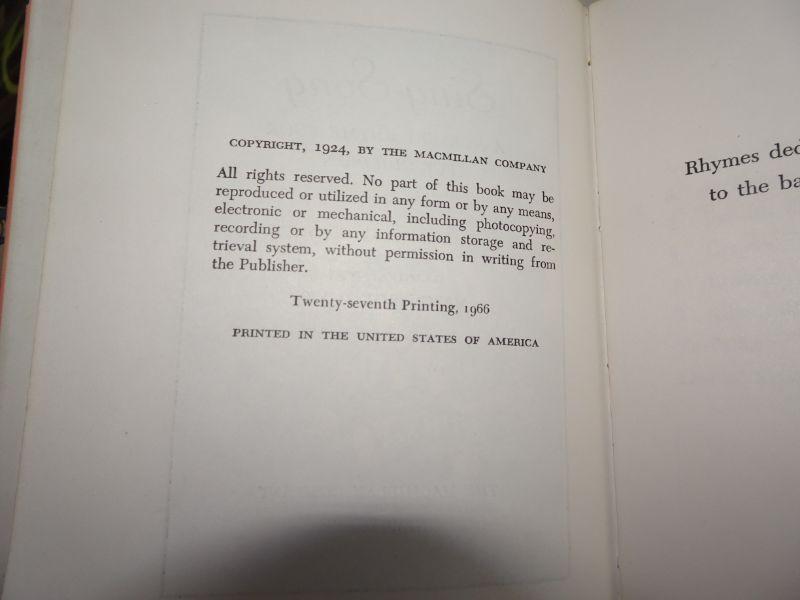 COPYRIGHT, 1924, BY THE MACMILLAN COMPANY
All rights reserved. No part of this book may be
reproduced or utilized in any form or by any means,
electronic or mechanical, including photocopying,
recording or by any information storage and re-
trieval system, without permission in writing from
the Publisher.
Twenty-seventh Printing, 1966
PRINTED IN THE UNITED STATES OF AMERICA
Rhymes ded
to the ba